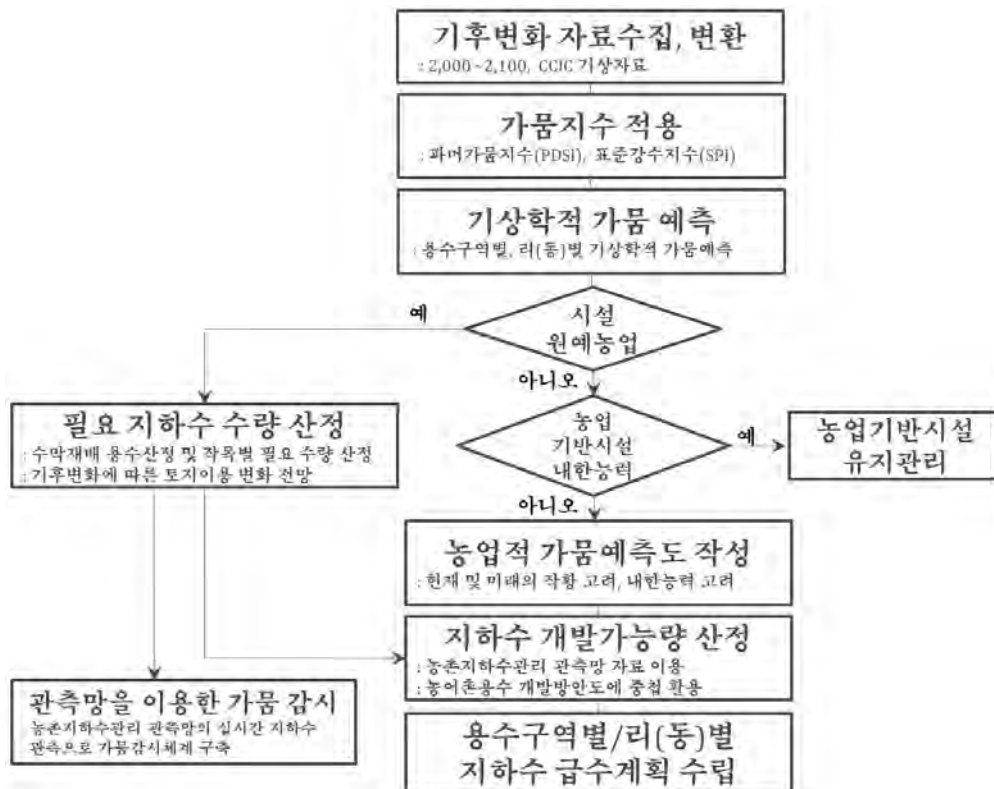 기후변화 자료수집, 변환
: 2,000~2,100, CCIC 기상자료
가뭄지수 적용
: 파머가뭄지수(PDSI), 표준강수지수(SPI)
기상학적 가뭄 예측
: 용수구역별, 리(동)별 기상학적 가뭄예측
시설
원예농업
예
아니오
필요 지하수 수량 산정
: 수막재배 용수산정 및 작목별 필요 수량 산정
: 기후변화에 따른 토지이용 변화 전망
농업
기반시설
내한능력
예
농업기반시설
유지관리
아니오
농업적 가뭄예측도 작성
: 현재 및 미래의 작황 고려, 내한능력 고려
지하수 개발가능량 산정
: 농촌지하수관리 관측망 자료 이용
: 농어촌용수 개발방안도에 중첩 활용
관측망을 이용한 가뭄 감시
농촌지하수관리 관측망의 실시간 지하수
관측으로 가뭄감시체계 구축
용수구역별/리(동)별
지하수 급수계획 수립